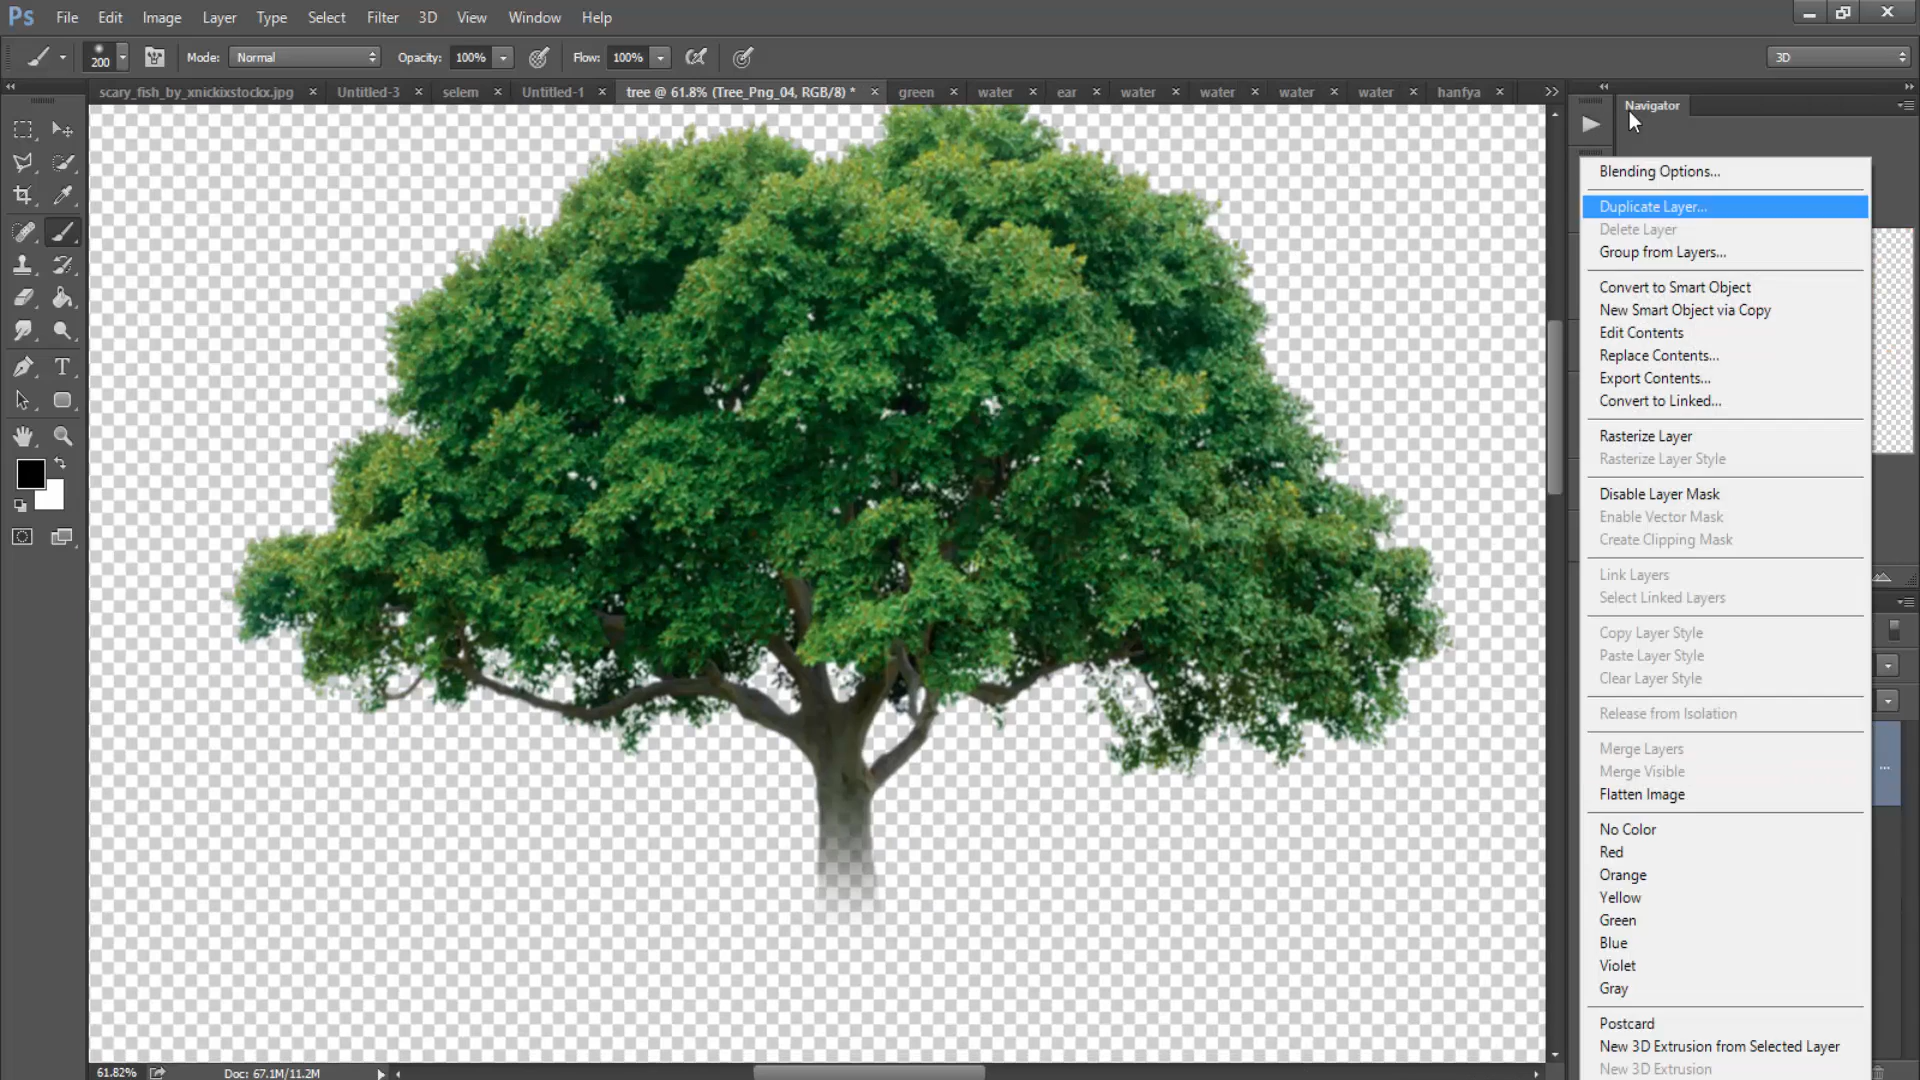 Ps File Edit Image Layer Type Select Filter 3D View Window Help
200 Mode: Normal Opacity: 100% Flow: 100% 3D
scary_fish_by_xnickixstockx.jpg Untitled-3 selem Untitled-1 tree @ 61.8% (Tree_Png_04, RGB/8) * green water ear water water water water hanfya
Navigator
Blending Options...
Duplicate Layer...
Delete Layer
Group from Layers...
Convert to Smart Object
New Smart Object via Copy
Edit Contents
Replace Contents...
Export Contents...
Convert to Linked...
Rasterize Layer
Rasterize Layer Style
Disable Layer Mask
Enable Vector Mask
Create Clipping Mask
Link Layers
Select Linked Layers
Copy Layer Style
Paste Layer Style
Clear Layer Style
Release from Isolation
Merge Layers
Merge Visible
Flatten Image
No Color
Red
Orange
Yellow
Green
Blue
Violet
Gray
Postcard
New 3D Extrusion from Selected Layer
New 3D Extrusion
61.82% Doc: 67.1M/11.2M